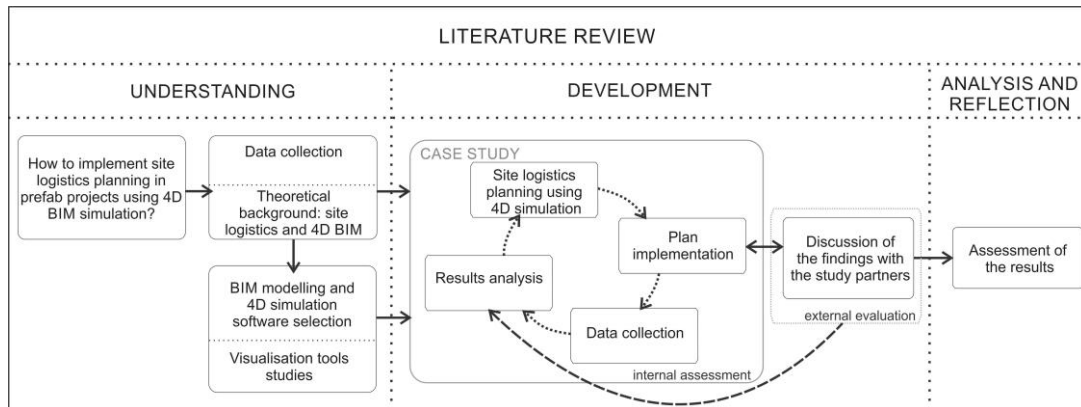 LITERATURE REVIEW
UNDERSTANDING
DEVELOPMENT
ANALYSIS AND
REFLECTION
How to implement site
logistics planning in
prefab projects using 4D
BIM simulation?
Data collection
Theoretical
background: site
logistics and 4D BIM
BIM modelling and
4D simulation
software selection
Visualisation tools
studies
CASE STUDY
Site logistics
planning using
4D simulation
Plan
implementation
Results analysis
Data collection
internal assessment
Discussion of
the findings with
the study partners
external evaluation
Assessment of
the results